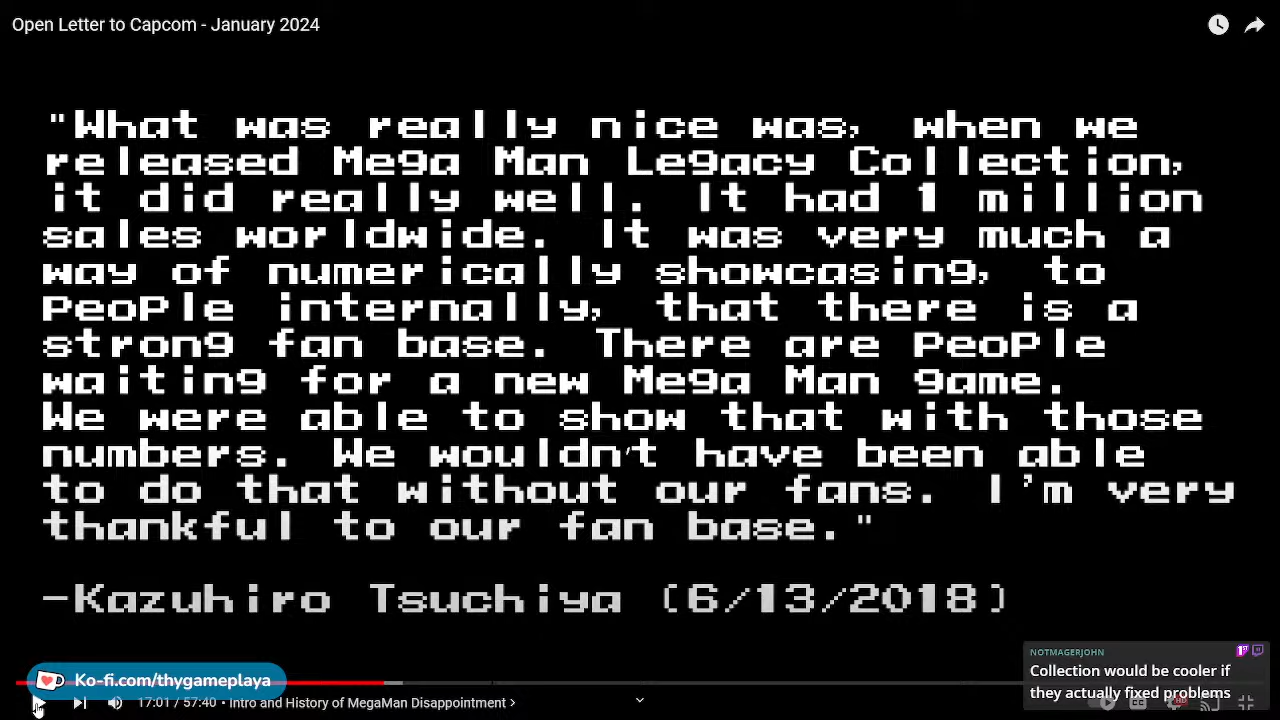 Open Letter to Capcom - January 2024
"What was really nice was, when we
released Mega Man Legacy Collection,
it did really well. It had 1 million
sales worldwide. It was very much a
way of numerically showcasing, to
people internally, that there is a
strong fan base. There are people
waiting for a new Mega Man game.
We were able to show that with those
numbers. We wouldn't have been able
to do that without our fans. I'm very
thankful to our fan base."
-Kazuhiro Tsuchiya (6/13/2018)
NOTMAGERJOHN
Collection would be cooler if
they actually fixed problems
Ko-fi.com/thygameplaya
17:01 / 57:40 • Intro and History of MegaMan Disappointment >
HD